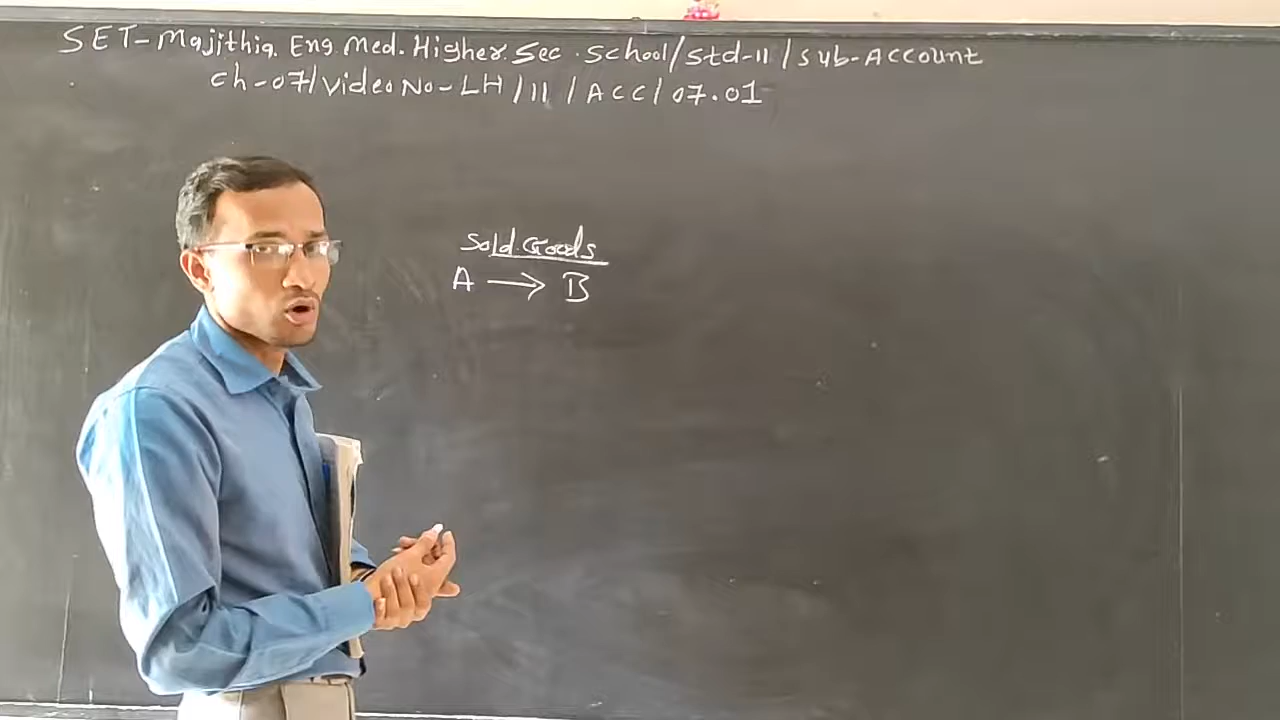 SET-Majithia. Eng. Med. Higher. Sec. School/Std-11/Sub-Account
Ch-07/Video No-LH/11/ACC/07.01
Sold Goods
A → B